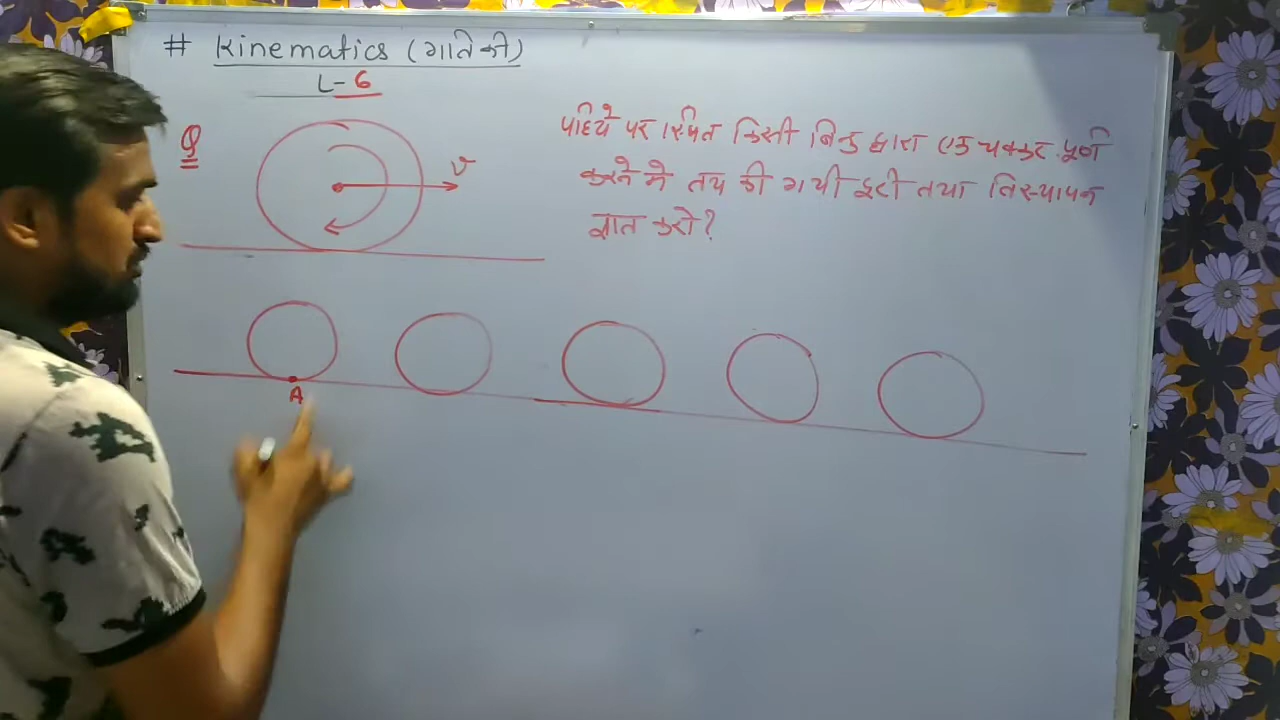 # Kinematics (गतिकी)
L-6
Q
v
पहिये पर स्थित किसी बिन्दु द्वारा एक चक्कर पूर्ण
करने मे तय की गयी दूरी तथा विस्थापन
ज्ञात करो?
A